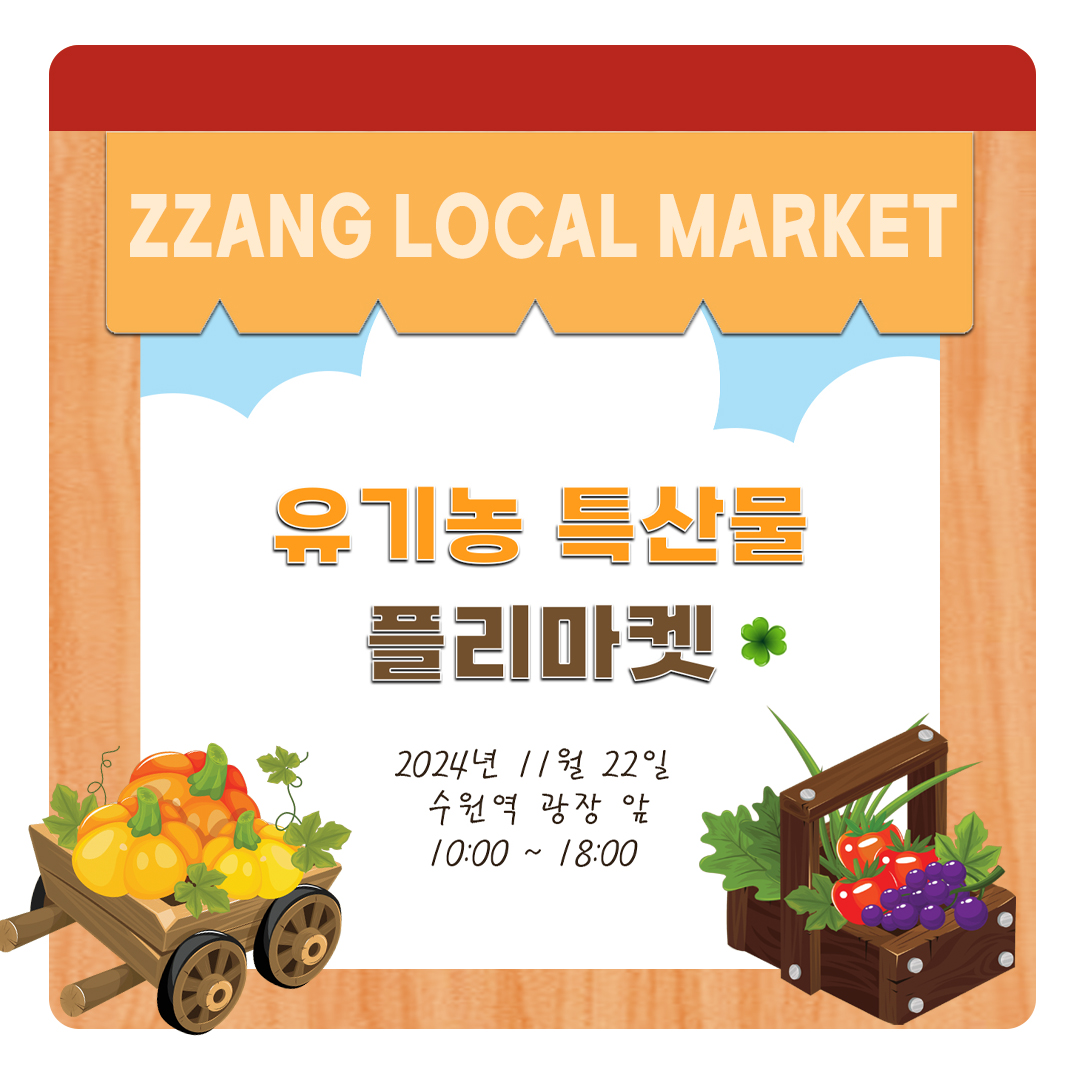 ZZANG LOCAL MARKET
유기농 특산물
플리마켓
2024년 11월 22일
수원역 광장 앞
10:00 ~ 18:00